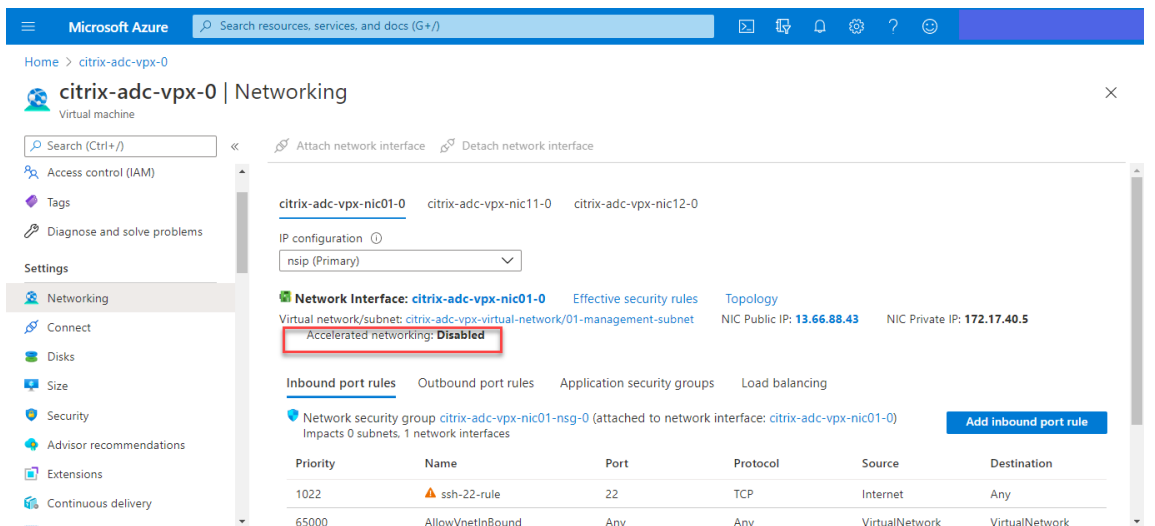 Microsoft Azure
Search resources, services, and docs (G+/)
Home > citrix-adc-vpx-0
citrix-adc-vpx-0 | Networking
Virtual machine
Search (Ctrl+/)
«
Attach network interface
Detach network interface
Access control (IAM)
Tags
Diagnose and solve problems
Settings
Networking
Connect
Disks
Size
Security
Advisor recommendations
Extensions
Continuous delivery
citrix-adc-vpx-nic01-0 citrix-adc-vpx-nic11-0 citrix-adc-vpx-nic12-0
IP configuration
nsip (Primary)
Network Interface: citrix-adc-vpx-nic01-0 Effective security rules Topology
Virtual network/subnet: citrix-adc-vpx-virtual-network/01-management-subnet NIC Public IP: 13.66.88.43 NIC Private IP: 172.17.40.5
Accelerated networking: Disabled
Inbound port rules Outbound port rules Application security groups Load balancing
Network security group citrix-adc-vpx-nic01-nsg-0 (attached to network interface: citrix-adc-vpx-nic01-0)
Impacts 0 subnets, 1 network interfaces
Add inbound port rule
Priority Name Port Protocol Source Destination
1022 ssh-22-rule 22 TCP Internet Any
65000 AllowVnetInBound Any Any VirtualNetwork VirtualNetwork